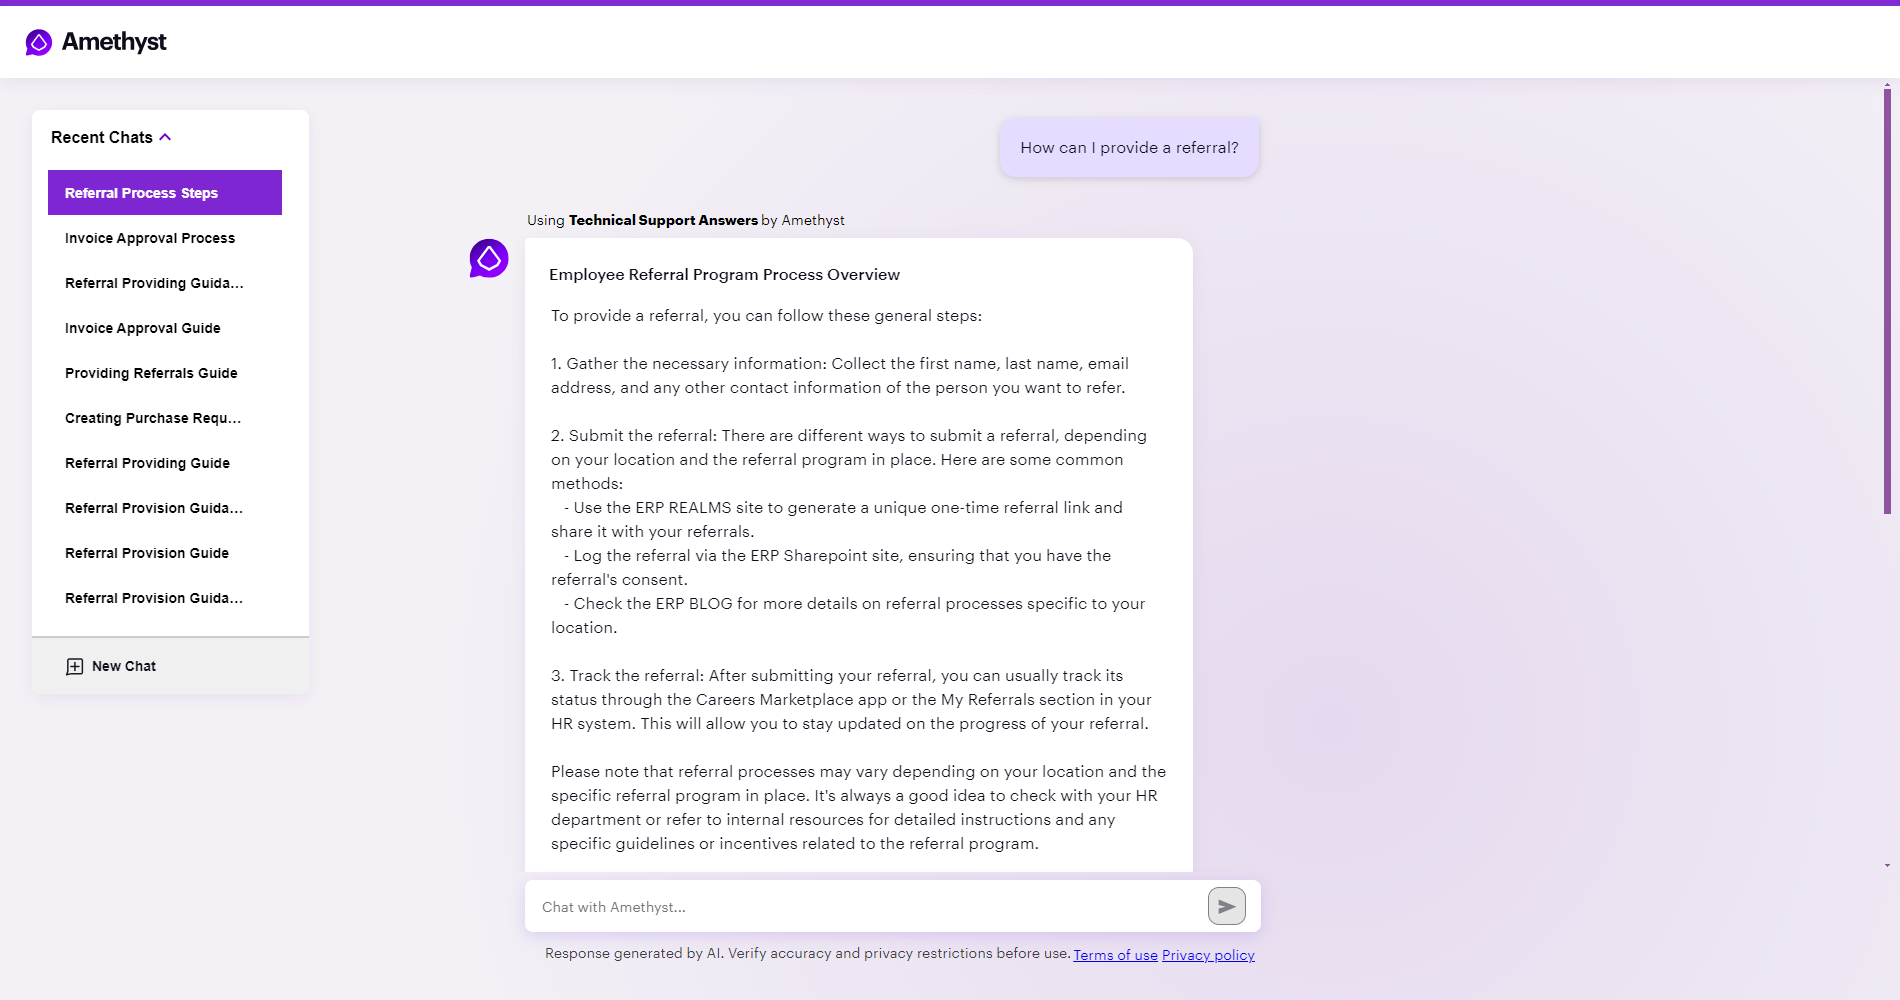 Amethyst
Recent Chats
Referral Process Steps
Invoice Approval Process
Referral Providing Guida...
Invoice Approval Guide
Providing Referrals Guide
Creating Purchase Requ...
Referral Providing Guide
Referral Provision Guida...
Referral Provision Guide
Referral Provision Guida...
New Chat
How can I provide a referral?
Using Technical Support Answers by Amethyst
Employee Referral Program Process Overview
To provide a referral, you can follow these general steps:
1. Gather the necessary information: Collect the first name, last name, email
address, and any other contact information of the person you want to refer.
2. Submit the referral: There are different ways to submit a referral, depending
on your location and the referral program in place. Here are some common
methods:
- Use the ERP REALMS site to generate a unique one-time referral link and
share it with your referrals.
- Log the referral via the ERP Sharepoint site, ensuring that you have the
referral's consent.
- Check the ERP BLOG for more details on referral processes specific to your
location.
3. Track the referral: After submitting your referral, you can usually track its
status through the Careers Marketplace app or the My Referrals section in your
HR system. This will allow you to stay updated on the progress of your referral.
Please note that referral processes may vary depending on your location and the
specific referral program in place. It's always a good idea to check with your HR
department or refer to internal resources for detailed instructions and any
specific guidelines or incentives related to the referral program.
Chat with Amethyst...
Response generated by AI. Verify accuracy and privacy restrictions before use. Terms of use Privacy policy